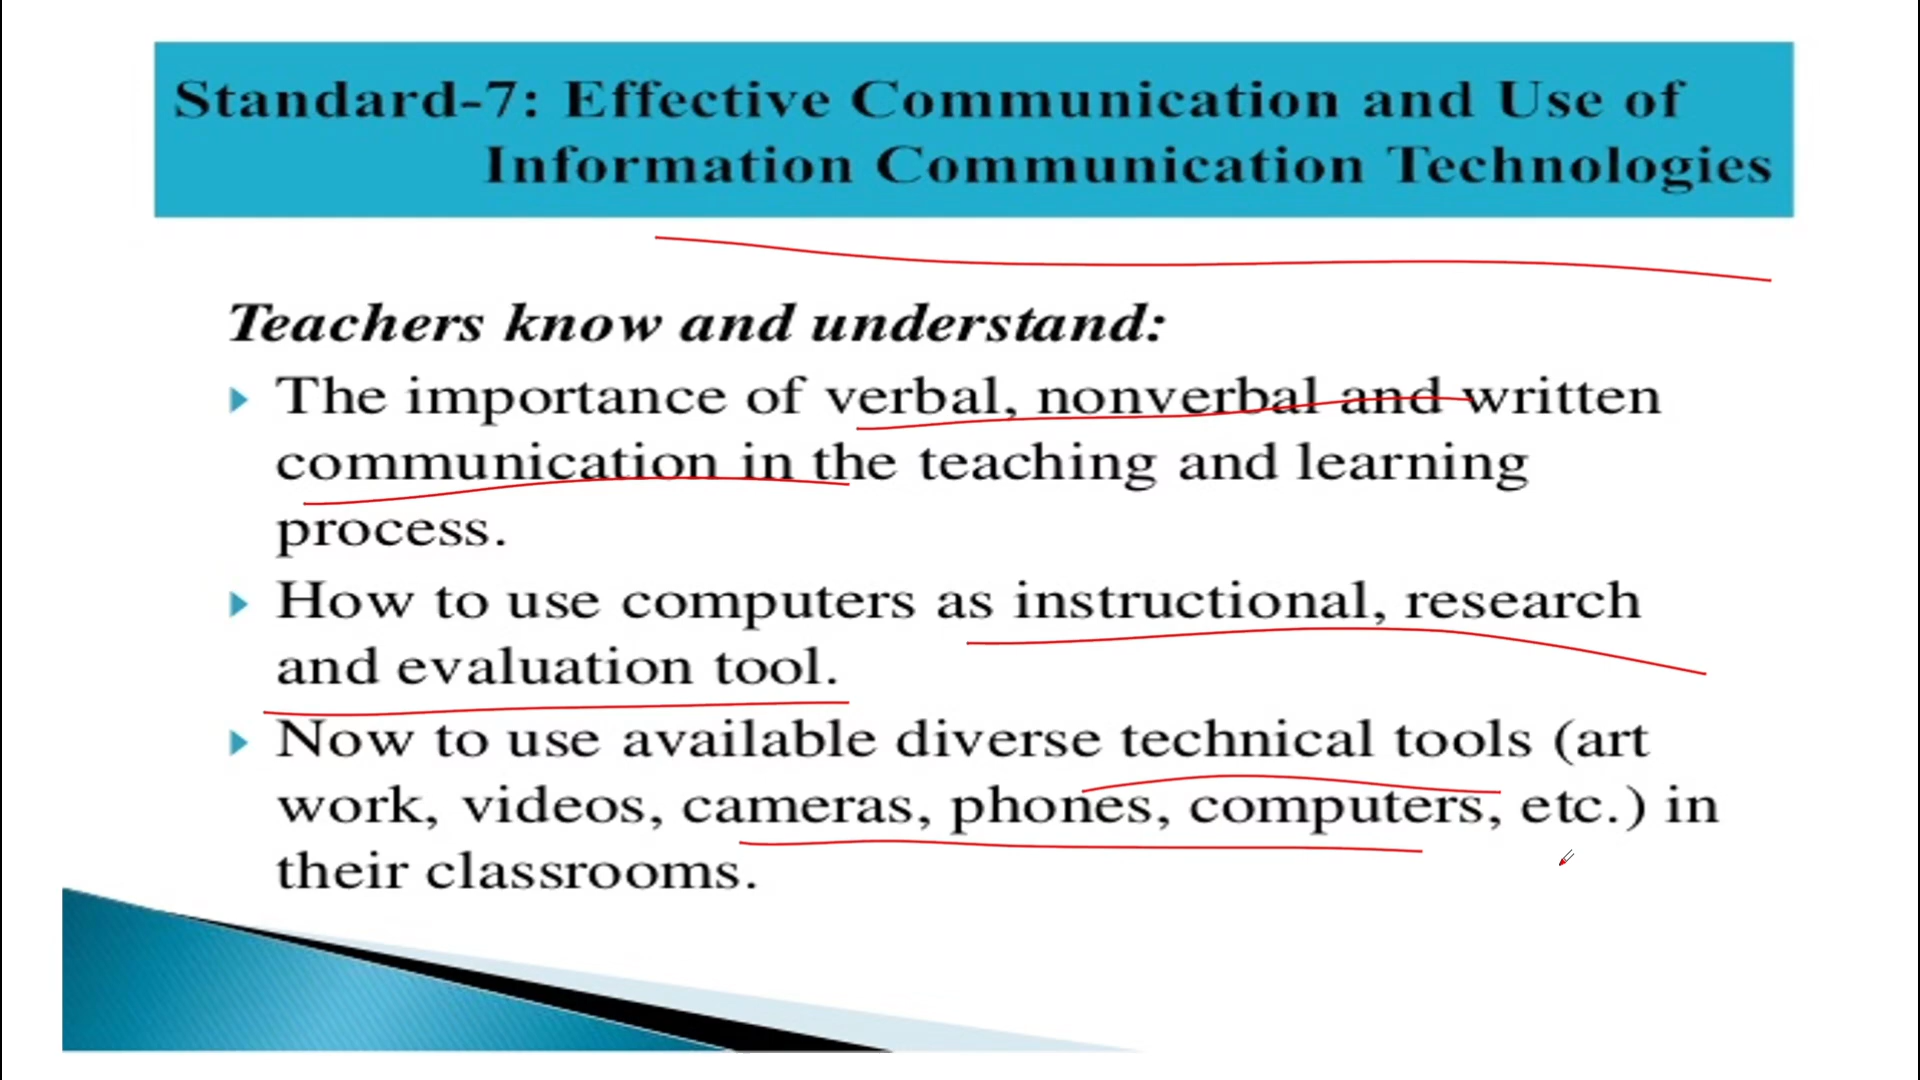 Standard-7: Effective Communication and Use of
Information Communication Technologies
Teachers know and understand:
The importance of verbal, nonverbal and written
communication in the teaching and learning
process.
How to use computers as instructional, research
and evaluation tool.
Now to use available diverse technical tools (art
work, videos, cameras, phones, computers, etc.) in
their classrooms.